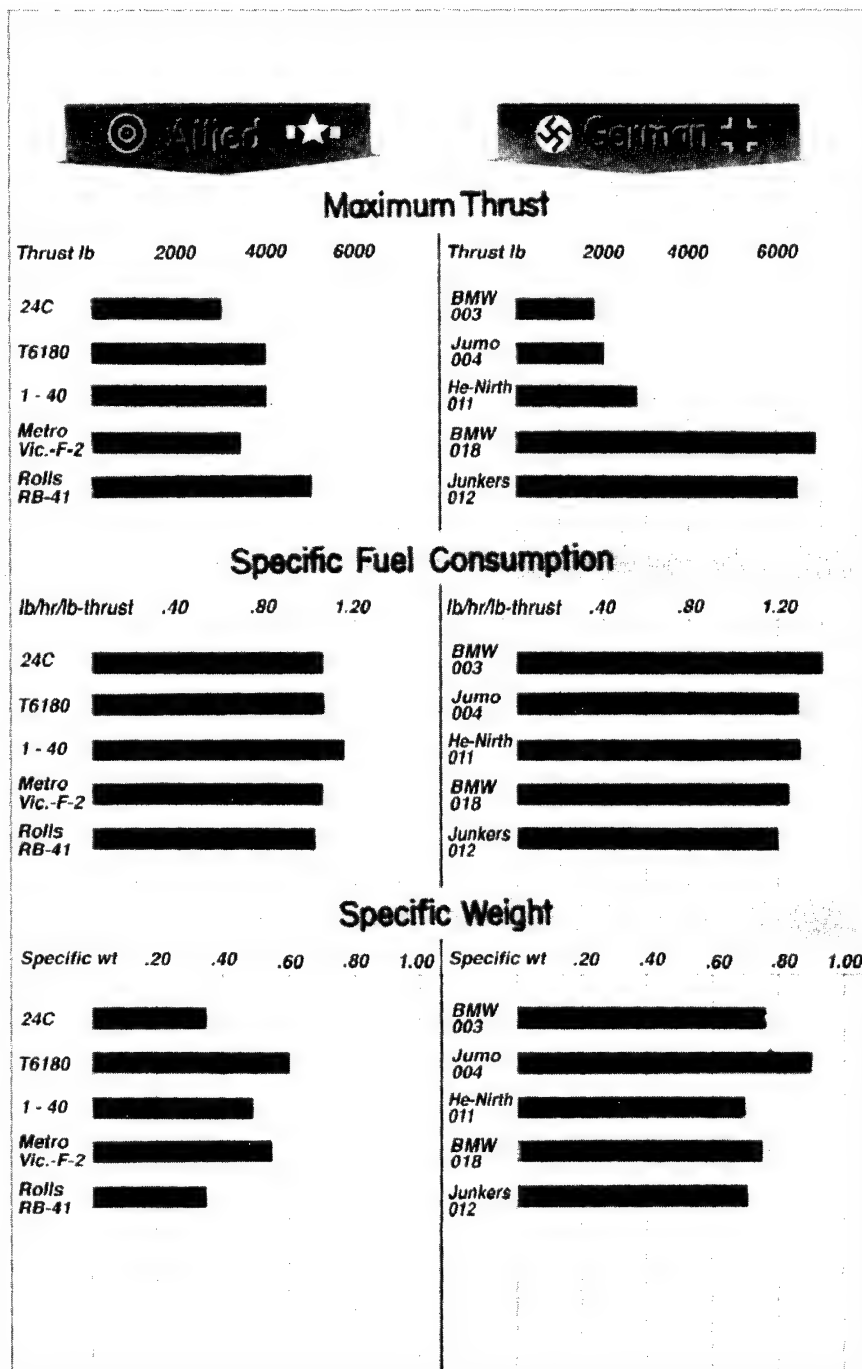 Allied
German
Maximum Thrust
Thrust lb 2000 4000 6000
24C
T6180
1 - 40
Metro
Vic.-F-2
Rolls
RB-41
Thrust lb 2000 4000 6000
BMW
003
Jumo
004
He-Nirth
011
BMW
018
Junkers
012
Specific Fuel Consumption
lb/hr/lb-thrust .40 .80 1.20
24C
T6180
1 - 40
Metro
Vic.-F-2
Rolls
RB-41
lb/hr/lb-thrust .40 .80 1.20
BMW
003
Jumo
004
He-Nirth
011
BMW
018
Junkers
012
Specific Weight
Specific wt .20 .40 .60 .80 1.00
24C
T6180
1 - 40
Metro
Vic.-F-2
Rolls
RB-41
Specific wt .20 .40 .60 .80 1.00
BMW
003
Jumo
004
He-Nirth
011
BMW
018
Junkers
012